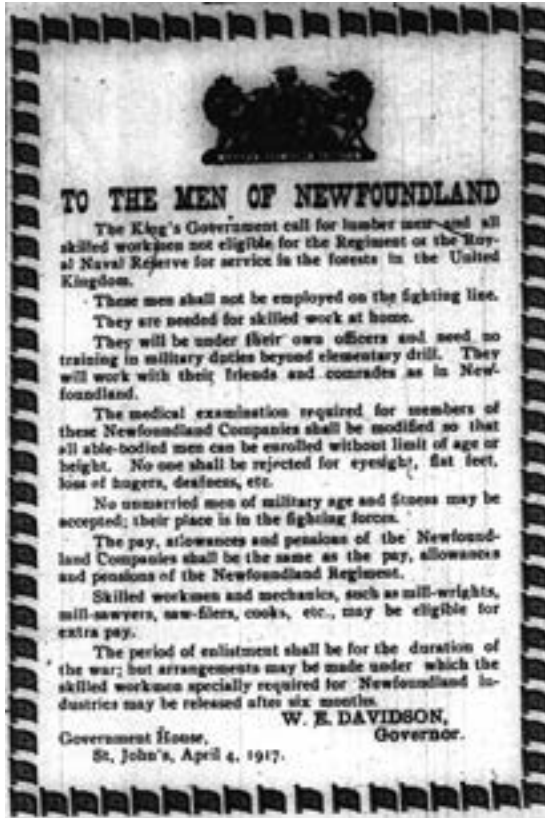 TO THE MEN OF NEWFOUNDLAND
The King's Government call for lumber men and all
skilled workmen not eligible for the Regiment or the Roy-
al Naval Reserve for service in the forests in the United
Kingdom.
These men shall not be employed on the fighting line.
They are needed for skilled work at home.
They will be under their own officers and need no
training in military duties beyond elementary drill. They
will work with their friends and comrades as in New-
foundland.
The medical examination required for members of
these Newfoundland Companies shall be modified so that
all able-bodied men can be enrolled without limit of age or
height. No one shall be rejected for eyesight, flat feet,
loss of fingers, deafness, etc.
No unmarried men of military age and fitness may be
accepted; their place is in the fighting forces.
The pay, allowances and pensions of the Newfound-
land Companies shall be the same as the pay, allowances
and pensions of the Newfoundland Regiment.
Skilled workmen and mechanics, such as mill-wrights,
mill-sawyers, saw-filers, cooks, etc., may be eligible for
extra pay.
The period of enlistment shall be for the duration of
the war; but arrangements may be made under which the
skilled workmen specially required for Newfoundland in-
dustries may be released after six months.
W. E. DAVIDSON,
Governor.
Government House,
St. John's, April 4, 1917.